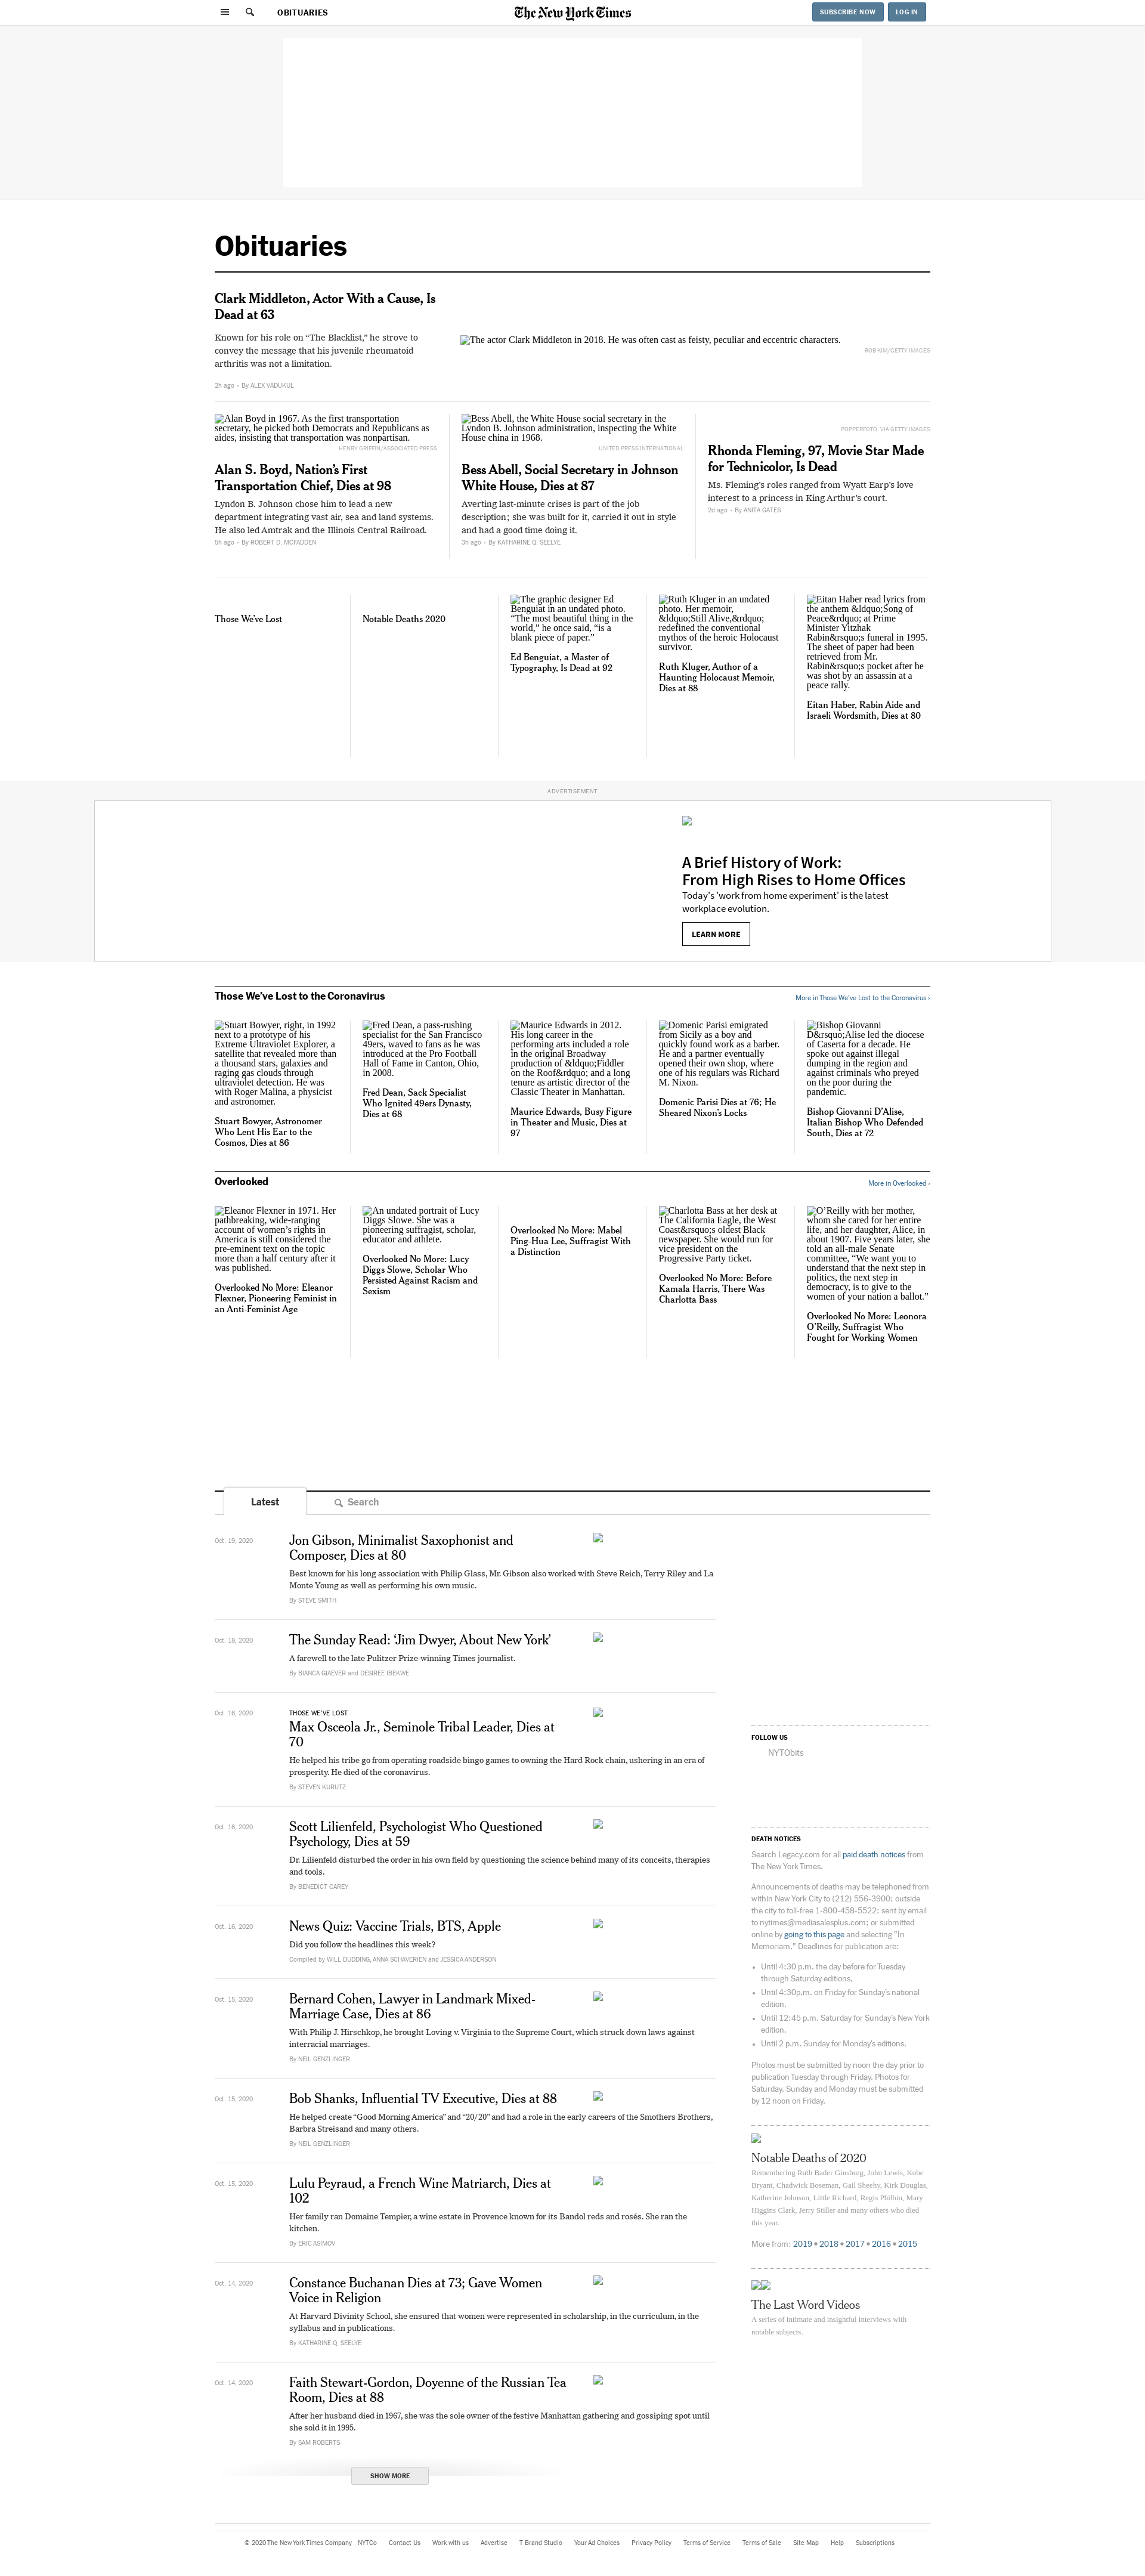 OBITUARIES
The New York Times
SUBSCRIBE NOW
LOG IN
Obituaries
Clark Middleton, Actor With a Cause, Is
Dead at 63
Known for his role on “The Blacklist,” he strove to
convey the message that his juvenile rheumatoid
arthritis was not a limitation.
2h ago - By ALEX VADUKUL
The actor Clark Middleton in 2018. He was often cast as feisty, peculiar and eccentric characters.
ROB KIM/GETTY IMAGES
Alan Boyd in 1967. As the first transportation
secretary, he picked both Democrats and Republicans as
aides, insisting that transportation was nonpartisan.
HENRY GRIFFIN/ASSOCIATED PRESS
Alan S. Boyd, Nation’s First
Transportation Chief, Dies at 98
Lyndon B. Johnson chose him to lead a new
department integrating vast air, sea and land systems.
He also led Amtrak and the Illinois Central Railroad.
5h ago - By ROBERT D. MCFADDEN
Bess Abell, the White House social secretary in the
Lyndon B. Johnson administration, inspecting the White
House china in 1968.
UNITED PRESS INTERNATIONAL
Bess Abell, Social Secretary in Johnson
White House, Dies at 87
Averting last-minute crises is part of the job
description; she was built for it, carried it out in style
and had a good time doing it.
3h ago - By KATHARINE Q. SEELYE
POPPERFOTO, VIA GETTY IMAGES
Rhonda Fleming, 97, Movie Star Made
for Technicolor, Is Dead
Ms. Fleming’s roles ranged from Wyatt Earp’s love
interest to a princess in King Arthur’s court.
2d ago - By ANITA GATES
Those We’ve Lost
Notable Deaths 2020
The graphic designer Ed
Benguiat in an undated photo.
“The most beautiful thing in the
world,” he once said, “is a
blank piece of paper.”
Ed Benguiat, a Master of
Typography, Is Dead at 92
Ruth Kluger in an undated
photo. Her memoir,
&ldquo;Still Alive,&rdquo;
redefined the conventional
mythos of the heroic Holocaust
survivor.
Ruth Kluger, Author of a
Haunting Holocaust Memoir,
Dies at 88
Eitan Haber read lyrics from
the anthem &ldquo;Song of
Peace&rdquo; at Prime
Minister Yitzhak
Rabin&rsquo;s funeral in 1995.
The sheet of paper had been
retrieved from Mr.
Rabin&rsquo;s pocket after he
was shot by an assassin at a
peace rally.
Eitan Haber, Rabin Aide and
Israeli Wordsmith, Dies at 80
ADVERTISEMENT
A Brief History of Work:
From High Rises to Home Offices
Today's 'work from home experiment' is the latest
workplace evolution.
LEARN MORE
Those We’ve Lost to the Coronavirus
More in Those We’ve Lost to the Coronavirus ›
Stuart Bowyer, right, in 1992
next to a prototype of his
Extreme Ultraviolet Explorer, a
satellite that revealed more than
a thousand stars, galaxies and
raging gas clouds through
ultraviolet detection. He was
with Roger Malina, a physicist
and astronomer.
Stuart Bowyer, Astronomer
Who Lent His Ear to the
Cosmos, Dies at 86
Fred Dean, a pass-rushing
specialist for the San Francisco
49ers, waved to fans as he was
introduced at the Pro Football
Hall of Fame in Canton, Ohio,
in 2008.
Fred Dean, Sack Specialist
Who Ignited 49ers Dynasty,
Dies at 68
Maurice Edwards in 2012.
His long career in the
performing arts included a role
in the original Broadway
production of &ldquo;Fiddler
on the Roof&rdquo; and a long
tenure as artistic director of the
Classic Theater in Manhattan.
Maurice Edwards, Busy Figure
in Theater and Music, Dies at
97
Domenic Parisi emigrated
from Sicily as a boy and
quickly found work as a barber.
He and a partner eventually
opened their own shop, where
one of his regulars was Richard
M. Nixon.
Domenic Parisi Dies at 76; He
Sheared Nixon’s Locks
Bishop Giovanni
D&rsquo;Alise led the diocese
of Caserta for a decade. He
spoke out against illegal
dumping in the region and
against criminals who preyed
on the poor during the
pandemic.
Bishop Giovanni D’Alise,
Italian Bishop Who Defended
South, Dies at 72
Overlooked
More in Overlooked ›
Eleanor Flexner in 1971. Her
pathbreaking, wide-ranging
account of women’s rights in
America is still considered the
pre-eminent text on the topic
more than a half century after it
was published.
Overlooked No More: Eleanor
Flexner, Pioneering Feminist in
an Anti-Feminist Age
An undated portrait of Lucy
Diggs Slowe. She was a
pioneering suffragist, scholar,
educator and athlete.
Overlooked No More: Lucy
Diggs Slowe, Scholar Who
Persisted Against Racism and
Sexism
Overlooked No More: Mabel
Ping-Hua Lee, Suffragist With
a Distinction
Charlotta Bass at her desk at
The California Eagle, the West
Coast&rsquo;s oldest Black
newspaper. She would run for
vice president on the
Progressive Party ticket.
Overlooked No More: Before
Kamala Harris, There Was
Charlotta Bass
O’Reilly with her mother,
whom she cared for her entire
life, and her daughter, Alice, in
about 1907. Five years later, she
told an all-male Senate
committee, “We want you to
understand that the next step in
politics, the next step in
democracy, is to give to the
women of your nation a ballot.”
Overlooked No More: Leonora
O’Reilly, Suffragist Who
Fought for Working Women
Latest
Search
Oct. 19, 2020
Jon Gibson, Minimalist Saxophonist and
Composer, Dies at 80
Best known for his long association with Philip Glass, Mr. Gibson also worked with Steve Reich, Terry Riley and La
Monte Young as well as performing his own music.
By STEVE SMITH
Oct. 18, 2020
The Sunday Read: ‘Jim Dwyer, About New York’
A farewell to the late Pulitzer Prize-winning Times journalist.
By BIANCA GIAEVER and DESIREE IBEKWE
Oct. 16, 2020
THOSE WE’VE LOST
Max Osceola Jr., Seminole Tribal Leader, Dies at
70
He helped his tribe go from operating roadside bingo games to owning the Hard Rock chain, ushering in an era of
prosperity. He died of the coronavirus.
By STEVEN KURUTZ
Oct. 16, 2020
Scott Lilienfeld, Psychologist Who Questioned
Psychology, Dies at 59
Dr. Lilienfeld disturbed the order in his own field by questioning the science behind many of its conceits, therapies
and tools.
By BENEDICT CAREY
Oct. 16, 2020
News Quiz: Vaccine Trials, BTS, Apple
Did you follow the headlines this week?
Compiled by WILL DUDDING, ANNA SCHAVERIEN and JESSICA ANDERSON
Oct. 15, 2020
Bernard Cohen, Lawyer in Landmark Mixed-
Marriage Case, Dies at 86
With Philip J. Hirschkop, he brought Loving v. Virginia to the Supreme Court, which struck down laws against
interracial marriages.
By NEIL GENZLINGER
Oct. 15, 2020
Bob Shanks, Influential TV Executive, Dies at 88
He helped create “Good Morning America” and “20/20” and had a role in the early careers of the Smothers Brothers,
Barbra Streisand and many others.
By NEIL GENZLINGER
Oct. 15, 2020
Lulu Peyraud, a French Wine Matriarch, Dies at
102
Her family ran Domaine Tempier, a wine estate in Provence known for its Bandol reds and rosés. She ran the
kitchen.
By ERIC ASIMOV
Oct. 14, 2020
Constance Buchanan Dies at 73; Gave Women
Voice in Religion
At Harvard Divinity School, she ensured that women were represented in scholarship, in the curriculum, in the
syllabus and in publications.
By KATHARINE Q. SEELYE
Oct. 14, 2020
Faith Stewart-Gordon, Doyenne of the Russian Tea
Room, Dies at 88
After her husband died in 1967, she was the sole owner of the festive Manhattan gathering and gossiping spot until
she sold it in 1995.
By SAM ROBERTS
SHOW MORE
FOLLOW US
NYTObits
DEATH NOTICES
Search Legacy.com for all paid death notices from
The New York Times.
Announcements of deaths may be telephoned from
within New York City to (212) 556-3900; outside
the city to toll-free 1-800-458-5522; sent by email
to nytimes@mediasalesplus.com; or submitted
online by going to this page and selecting "In
Memoriam." Deadlines for publication are:
• Until 4:30 p.m. the day before for Tuesday
through Saturday editions.
• Until 4:30p.m. on Friday for Sunday’s national
edition.
• Until 12:45 p.m. Saturday for Sunday’s New York
edition.
• Until 2 p.m. Sunday for Monday’s editions.
Photos must be submitted by noon the day prior to
publication Tuesday through Friday. Photos for
Saturday. Sunday and Monday must be submitted
by 12 noon on Friday.
Notable Deaths of 2020
Remembering Ruth Bader Ginsburg, John Lewis, Kobe
Bryant, Chadwick Boseman, Gail Sheehy, Kirk Douglas,
Katherine Johnson, Little Richard, Regis Philbin, Mary
Higgins Clark, Jerry Stiller and many others who died
this year.
More from: 2019 • 2018 • 2017 • 2016 • 2015
The Last Word Videos
A series of intimate and insightful interviews with
notable subjects.
© 2020 The New York Times Company NYTCo Contact Us Work with us Advertise T Brand Studio Your Ad Choices Privacy Policy Terms of Service Terms of Sale Site Map Help Subscriptions